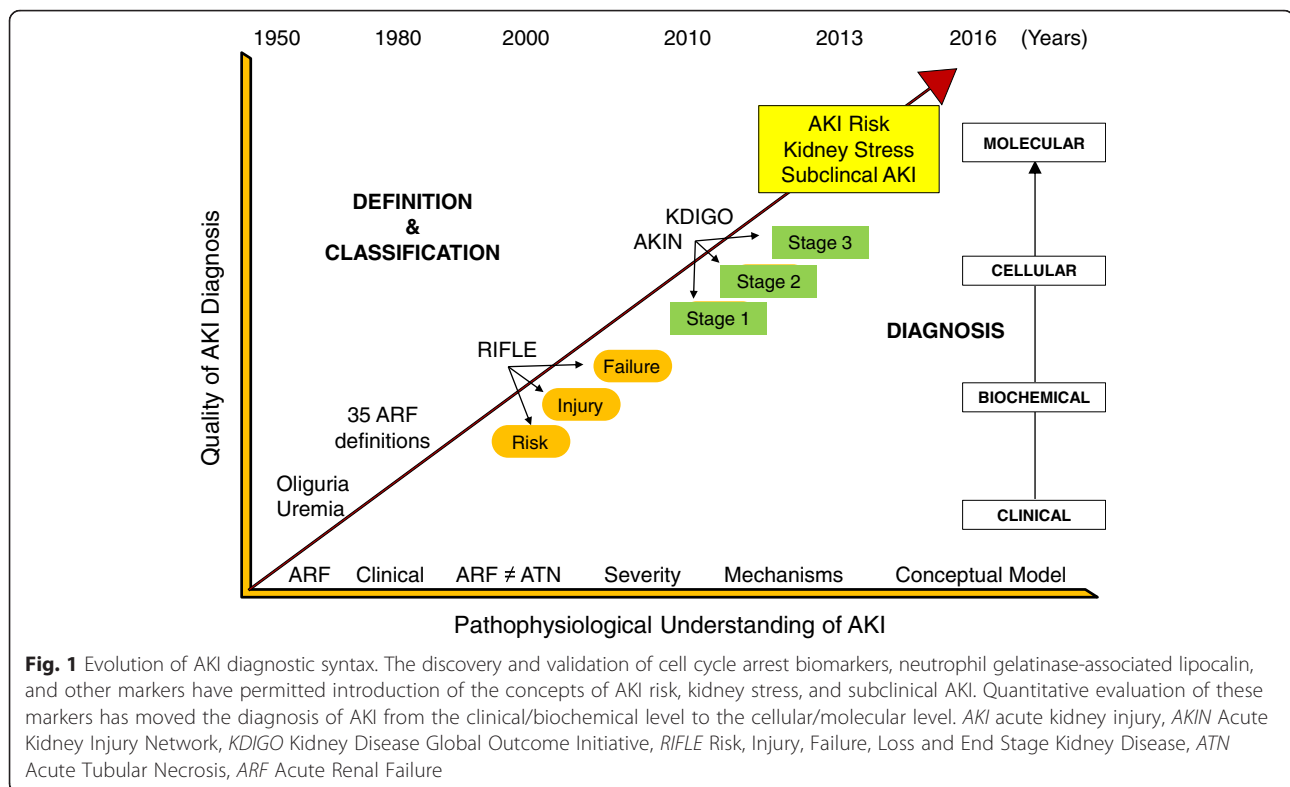 1950 1980 2000 2010 2013 2016 (Years)
AKI Risk
Kidney Stress
Subclincal AKI
MOLECULAR
DEFINITION
&
CLASSIFICATION
KDIGO
AKIN
Stage 3
Stage 2
Stage 1
CELLULAR
DIAGNOSIS
RIFLE
Failure
Injury
Risk
BIOCHEMICAL
35 ARF
definitions
Oliguria
Uremia
CLINICAL
Quality of AKI Diagnosis
ARF Clinical ARF ≠ ATN Severity Mechanisms Conceptual Model
Pathophysiological Understanding of AKI
Fig. 1 Evolution of AKI diagnostic syntax. The discovery and validation of cell cycle arrest biomarkers, neutrophil gelatinase-associated lipocalin,
and other markers have permitted introduction of the concepts of AKI risk, kidney stress, and subclinical AKI. Quantitative evaluation of these
markers has moved the diagnosis of AKI from the clinical/biochemical level to the cellular/molecular level. AKI acute kidney injury, AKIN Acute
Kidney Injury Network, KDIGO Kidney Disease Global Outcome Initiative, RIFLE Risk, Injury, Failure, Loss and End Stage Kidney Disease, ATN
Acute Tubular Necrosis, ARF Acute Renal Failure